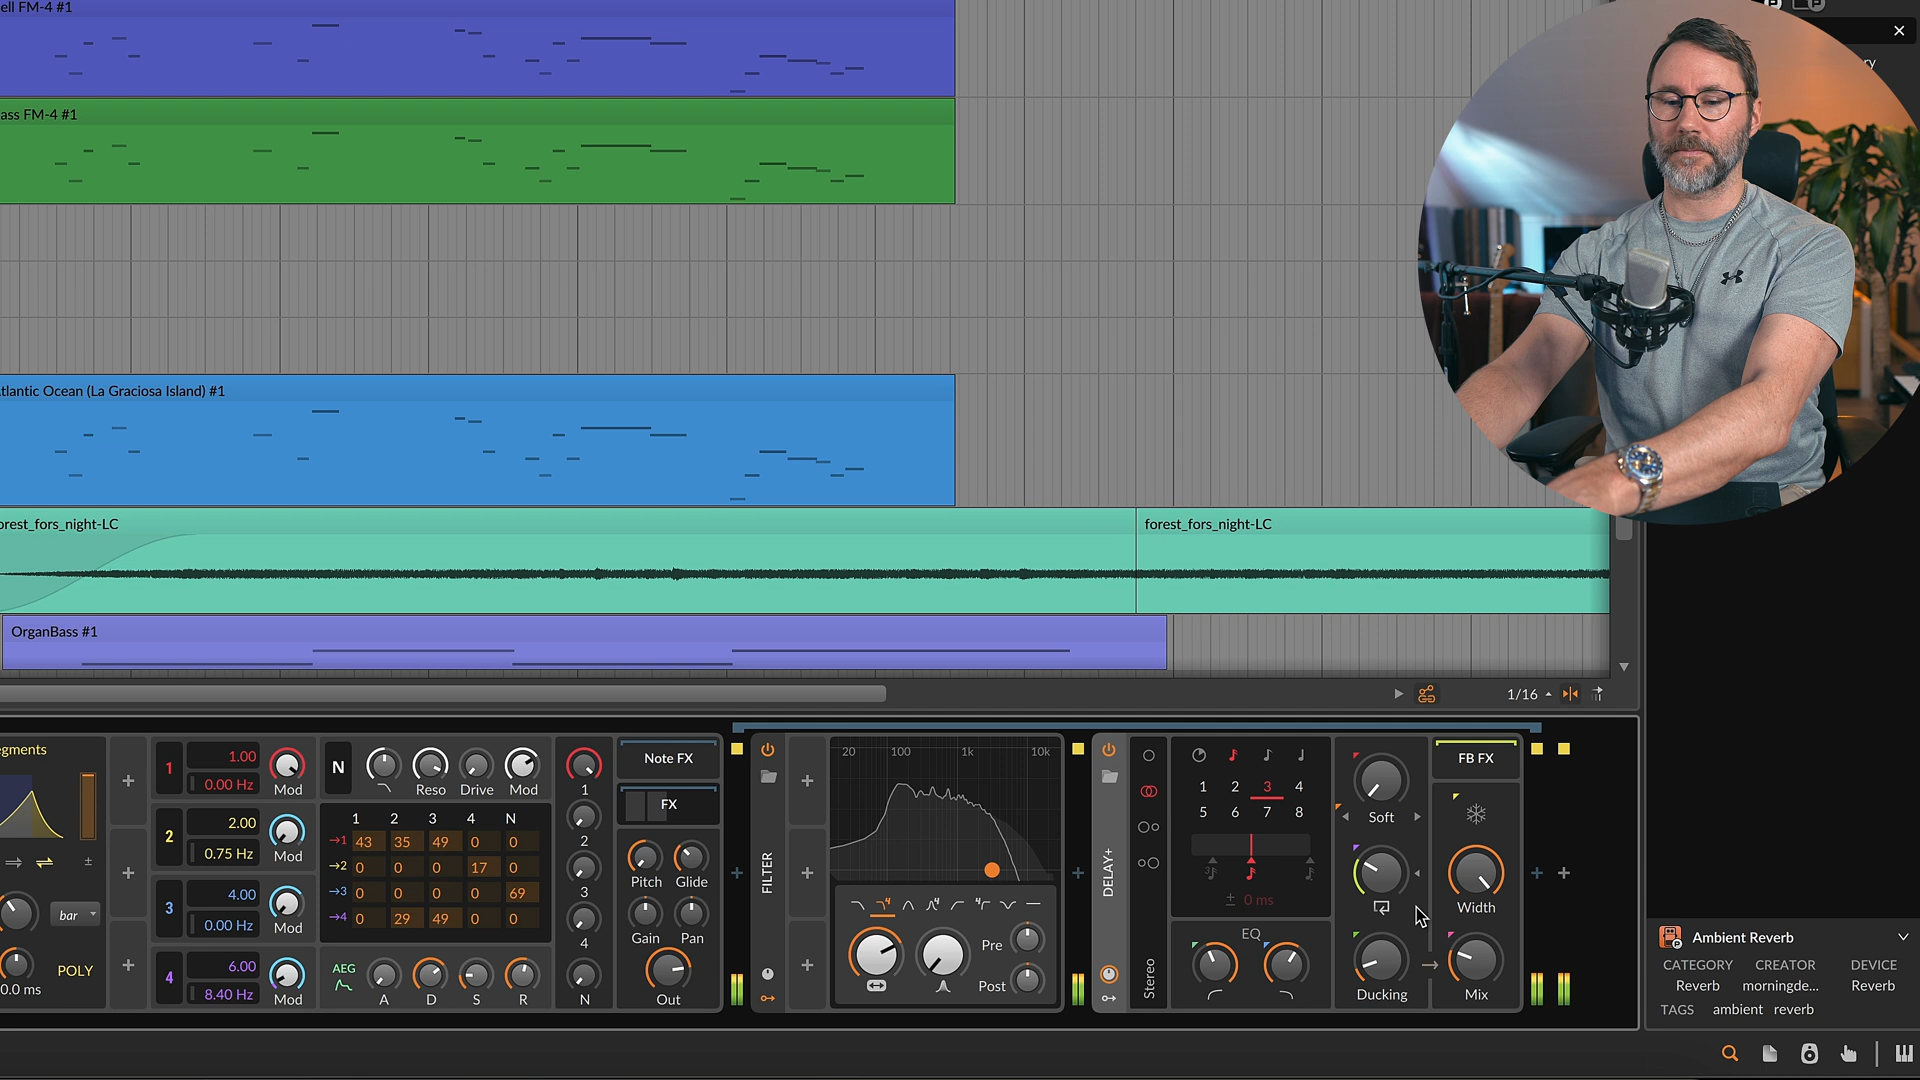 ell FM-4 #1
ry
ass FM-4 #1
tlantic Ocean (La Graciosa Island) #1
orest_fors_night-LC
forest_fors_night-LC
OrganBass #1
1/16
egments
1 1.00
0.00 Hz Mod
2 2.00
0.75 Hz Mod
3 4.00
0.00 Hz Mod
4 6.00
8.40 Hz Mod
bar
POLY
0.0 ms
N
Reso Drive Mod
1 2 3 4 N
→1 43 35 49 0 0
→2 0 0 0 17 0
→3 0 0 0 0 69
→4 0 29 49 0 0
AEG
A D S R
1
2
3
4
N
Note FX
FX
Pitch Glide
Gain Pan
Out
FILTER
20 100 1k 10k
Pre
Post
DELAY+
Stereo
1 2 3 4
5 6 7 8
± 0 ms
EQ
Soft
Ducking
FB FX
Width
Mix
Ambient Reverb
CATEGORY CREATOR DEVICE
Reverb morningde... Reverb
TAGS ambient reverb